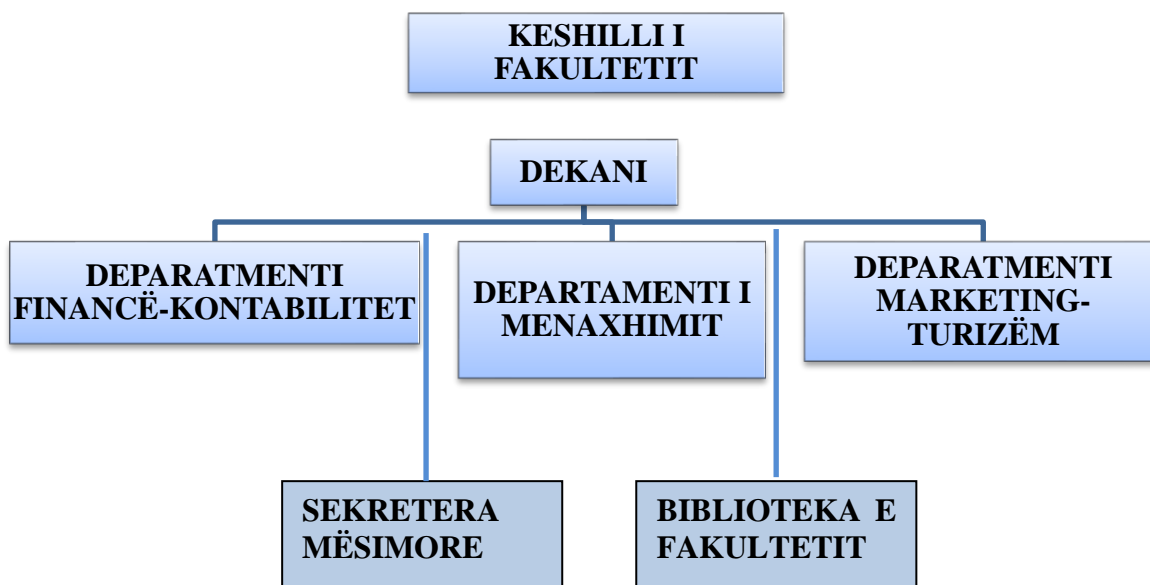 KESHILLI I
FAKULTETIT
DEKANI
DEPARATMENTI
FINANCË-KONTABILITET
DEPARTAMENTI I
MENAXHIMIT
DEPARATMENTI
MARKETING-
TURIZËM
SEKRETERA
MËSIMORE
BIBLIOTEKA E
FAKULTETIT